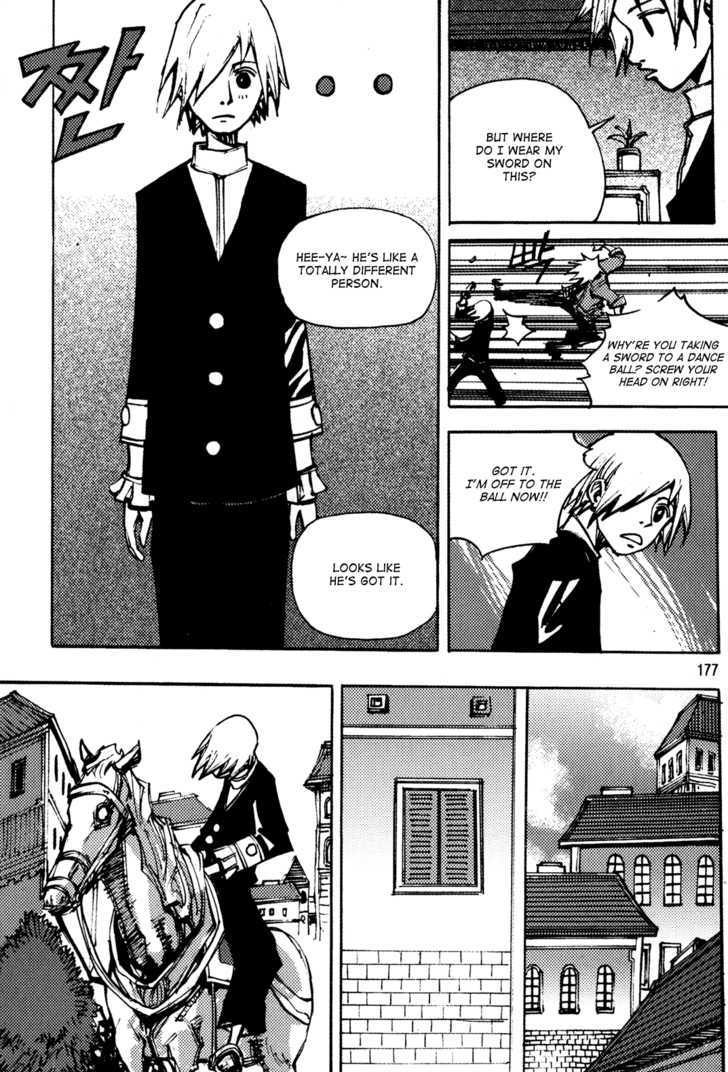 짠
HEE-YA~ HE'S LIKE A
TOTALLY DIFFERENT
PERSON.
LOOKS LIKE
HE'S GOT IT.
BUT WHERE
DO I WEAR MY
SWORD ON
THIS?
빡
WHY'RE YOU TAKING
A SWORD TO A DANCE
BALL? SCREW YOUR
HEAD ON RIGHT!
GOT IT.
I'M OFF TO THE
BALL NOW!!
177